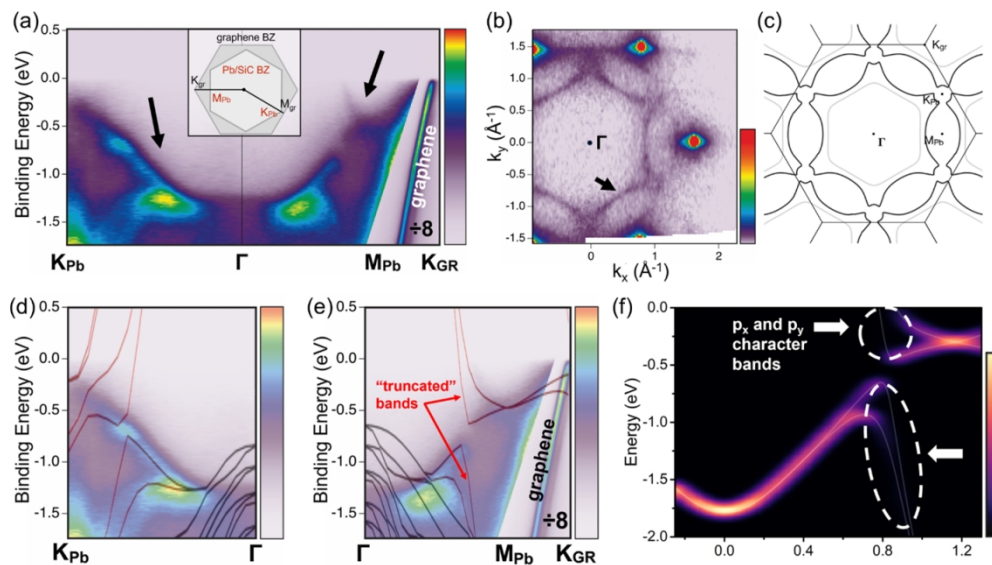 (a)
0.5
0.0
-0.5
-1.0
-1.5
Binding Energy (eV)
graphene BZ
Pb/SiC BZ
Kgr
MPb
KPb
Mgr
graphene
÷8
KPb
Γ
MPb
KGR
(b)
1.5
1.0
0.5
0.0
-0.5
-1.0
-1.5
ky (Å-1)
Γ
0
1
2
kx (Å-1)
(c)
Kgr
KPb
MPb
Γ
(d)
0.5
0.0
-0.5
-1.0
-1.5
Binding Energy (eV)
KPb
Γ
(e)
0.5
0.0
-0.5
-1.0
-1.5
Binding Energy (eV)
"truncated"
bands
graphene
÷8
Γ
MPb
KGR
(f)
0.0
-0.5
-1.0
-1.5
-2.0
Energy (eV)
px and py
character
bands
0.0
0.4
0.8
1.2